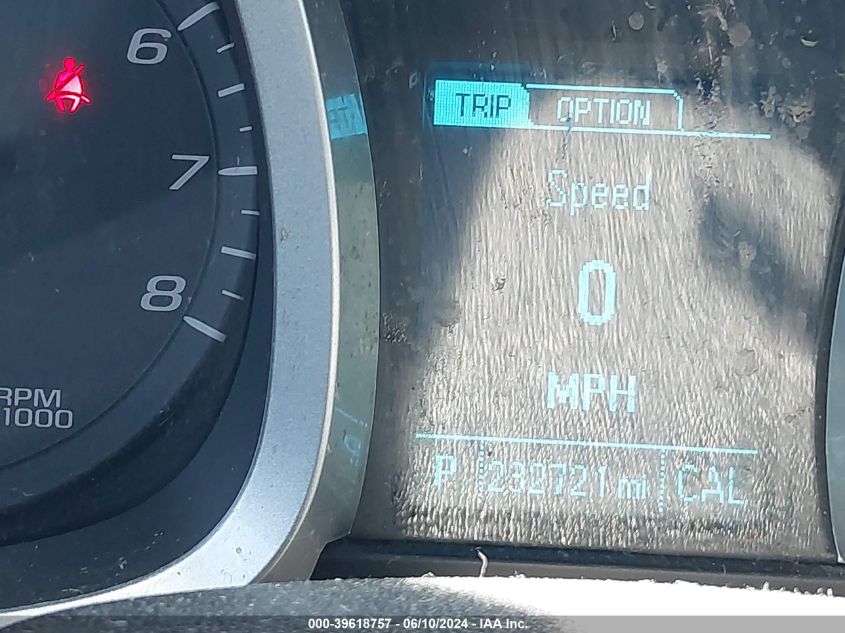 6
7
8
RPM
1000
TRIP OPTION
Speed
0
MPH
P 232721 mi CAL
000-39618757 - 06/10/2024 - IAA Inc.